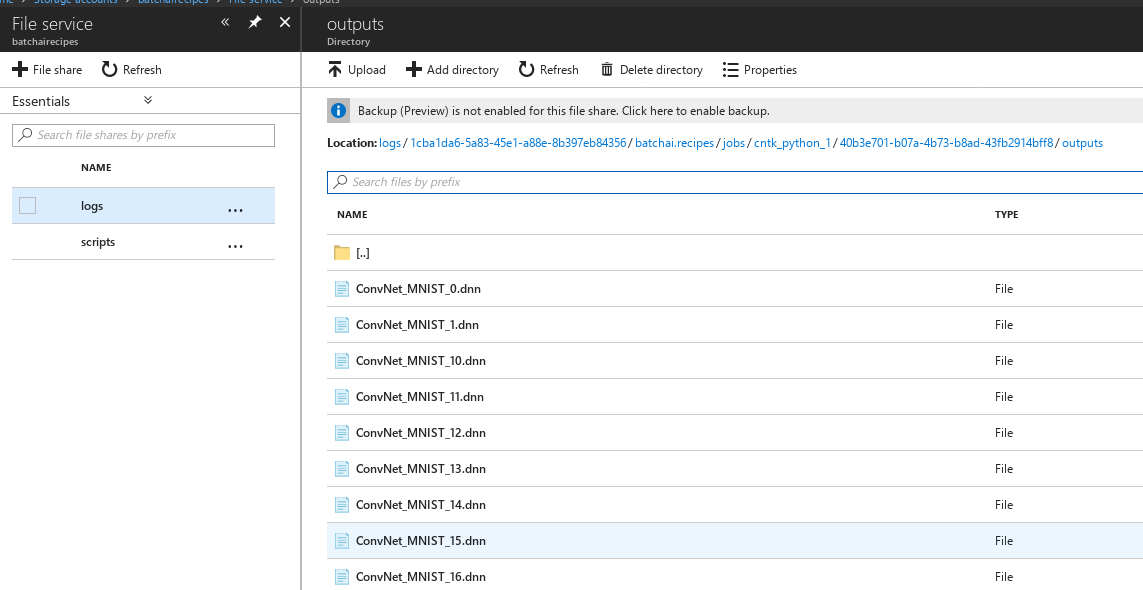 Storage accounts batchairecipes File service outputs
File service
batchairecipes
File share Refresh
Essentials
Search file shares by prefix
NAME
logs ...
scripts ...
outputs
Directory
Upload Add directory Refresh Delete directory Properties
Backup (Preview) is not enabled for this file share. Click here to enable backup.
Location: logs / 1cba1da6-5a83-45e1-a88e-8b397eb84356 / batchai.recipes / jobs / cntk_python_1 / 40b3e701-b07a-4b73-b8ad-43fb2914bff8 / outputs
Search files by prefix
NAME TYPE
[..]
ConvNet_MNIST_0.dnn File
ConvNet_MNIST_1.dnn File
ConvNet_MNIST_10.dnn File
ConvNet_MNIST_11.dnn File
ConvNet_MNIST_12.dnn File
ConvNet_MNIST_13.dnn File
ConvNet_MNIST_14.dnn File
ConvNet_MNIST_15.dnn File
ConvNet_MNIST_16.dnn File